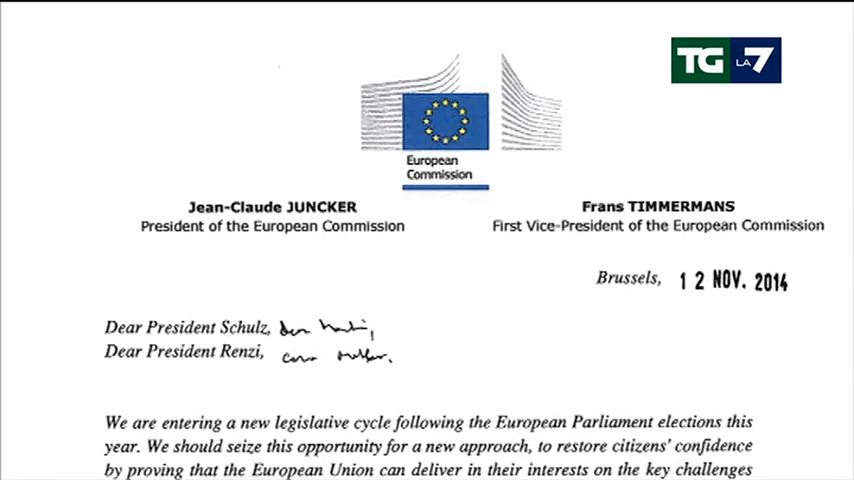 TG LA 7
European
Commission
Jean-Claude JUNCKER
President of the European Commission
Frans TIMMERMANS
First Vice-President of the European Commission
Brussels, 12 NOV. 2014
Dear President Schulz,
Dear President Renzi,
We are entering a new legislative cycle following the European Parliament elections this
year. We should seize this opportunity for a new approach, to restore citizens' confidence
by proving that the European Union can deliver in their interests on the key challenges